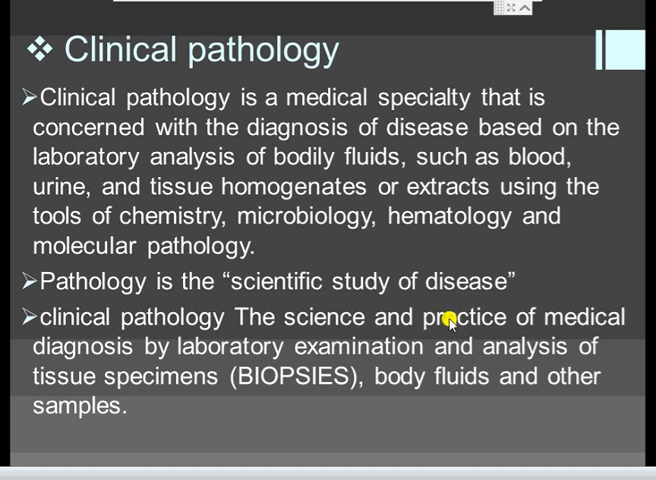 ❖ Clinical pathology
➢Clinical pathology is a medical specialty that is
concerned with the diagnosis of disease based on the
laboratory analysis of bodily fluids, such as blood,
urine, and tissue homogenates or extracts using the
tools of chemistry, microbiology, hematology and
molecular pathology.
➢Pathology is the “scientific study of disease”
➢clinical pathology The science and practice of medical
diagnosis by laboratory examination and analysis of
tissue specimens (BIOPSIES), body fluids and other
samples.